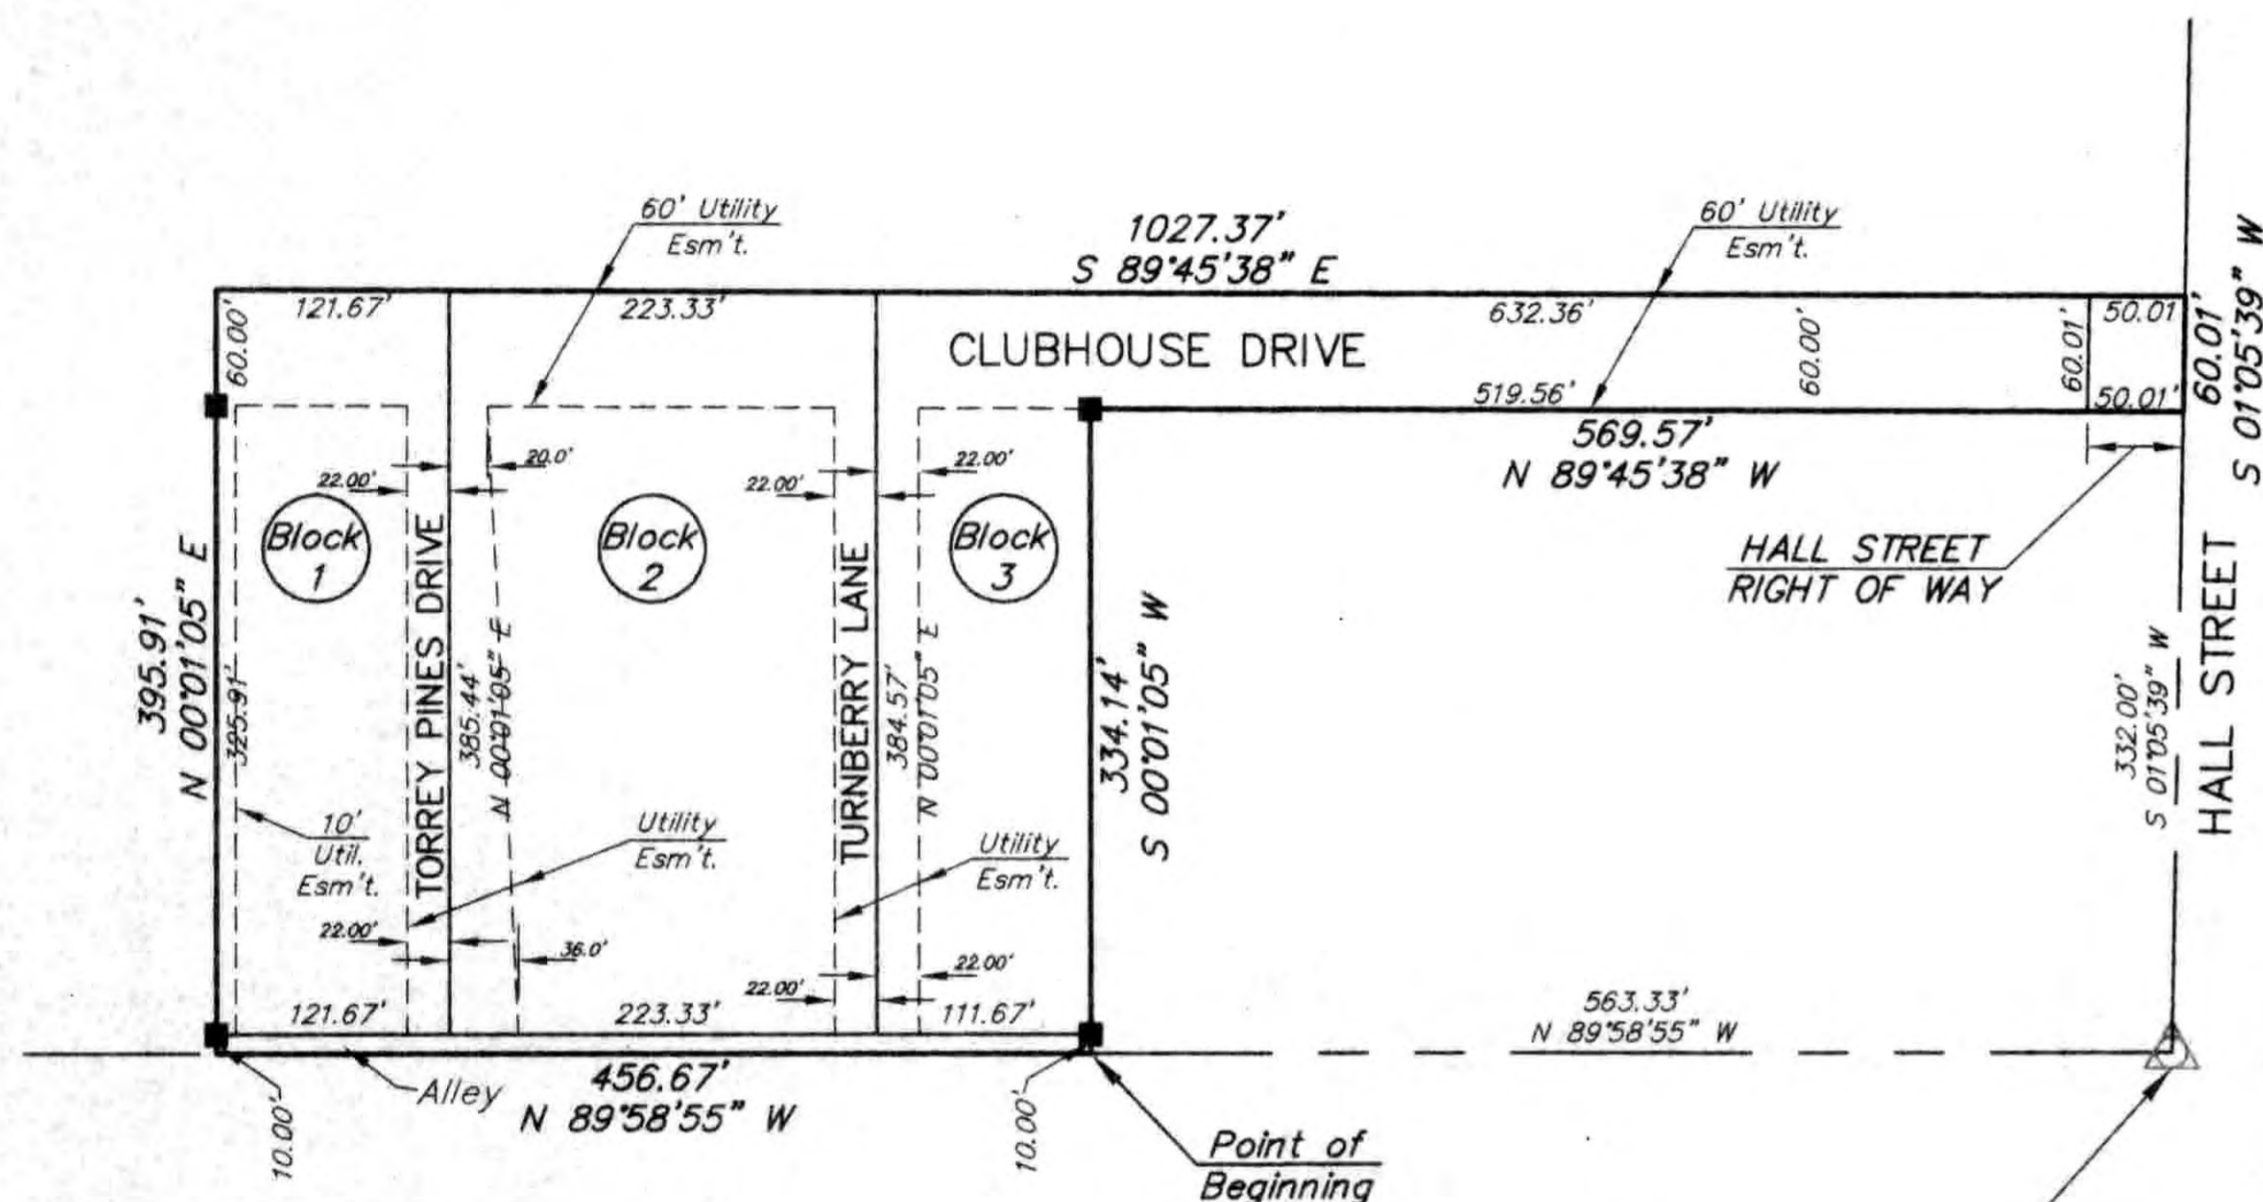 60' Utility
Esm't.
1027.37'
S 89°45'38" E
60' Utility
Esm't.
121.67'
223.33'
632.36'
50.01'
60.00'
CLUBHOUSE DRIVE
60.00'
60.01'
60.01'
S 01°05'39" W
519.56'
50.01'
569.57'
N 89°45'38" W
20.0'
22.00'
22.00'
22.00'
Block
1
Block
2
Block
3
HALL STREET
RIGHT OF WAY
395.91'
N 00°01'05" E
325.91'
TORREY PINES DRIVE
385.44'
N 00°01'05" E
TURNBERRY LANE
384.57'
N 00°01'05" E
334.14'
S 00°01'05" W
332.00'
S 01°05'39" W
HALL STREET
10'
Util.
Esm't.
Utility
Esm't.
Utility
Esm't.
22.00'
36.0'
22.00'
22.00'
121.67'
223.33'
111.67'
563.33'
N 89°58'55" W
Alley
456.67'
N 89°58'55" W
10.00'
10.00'
Point of
Beginning